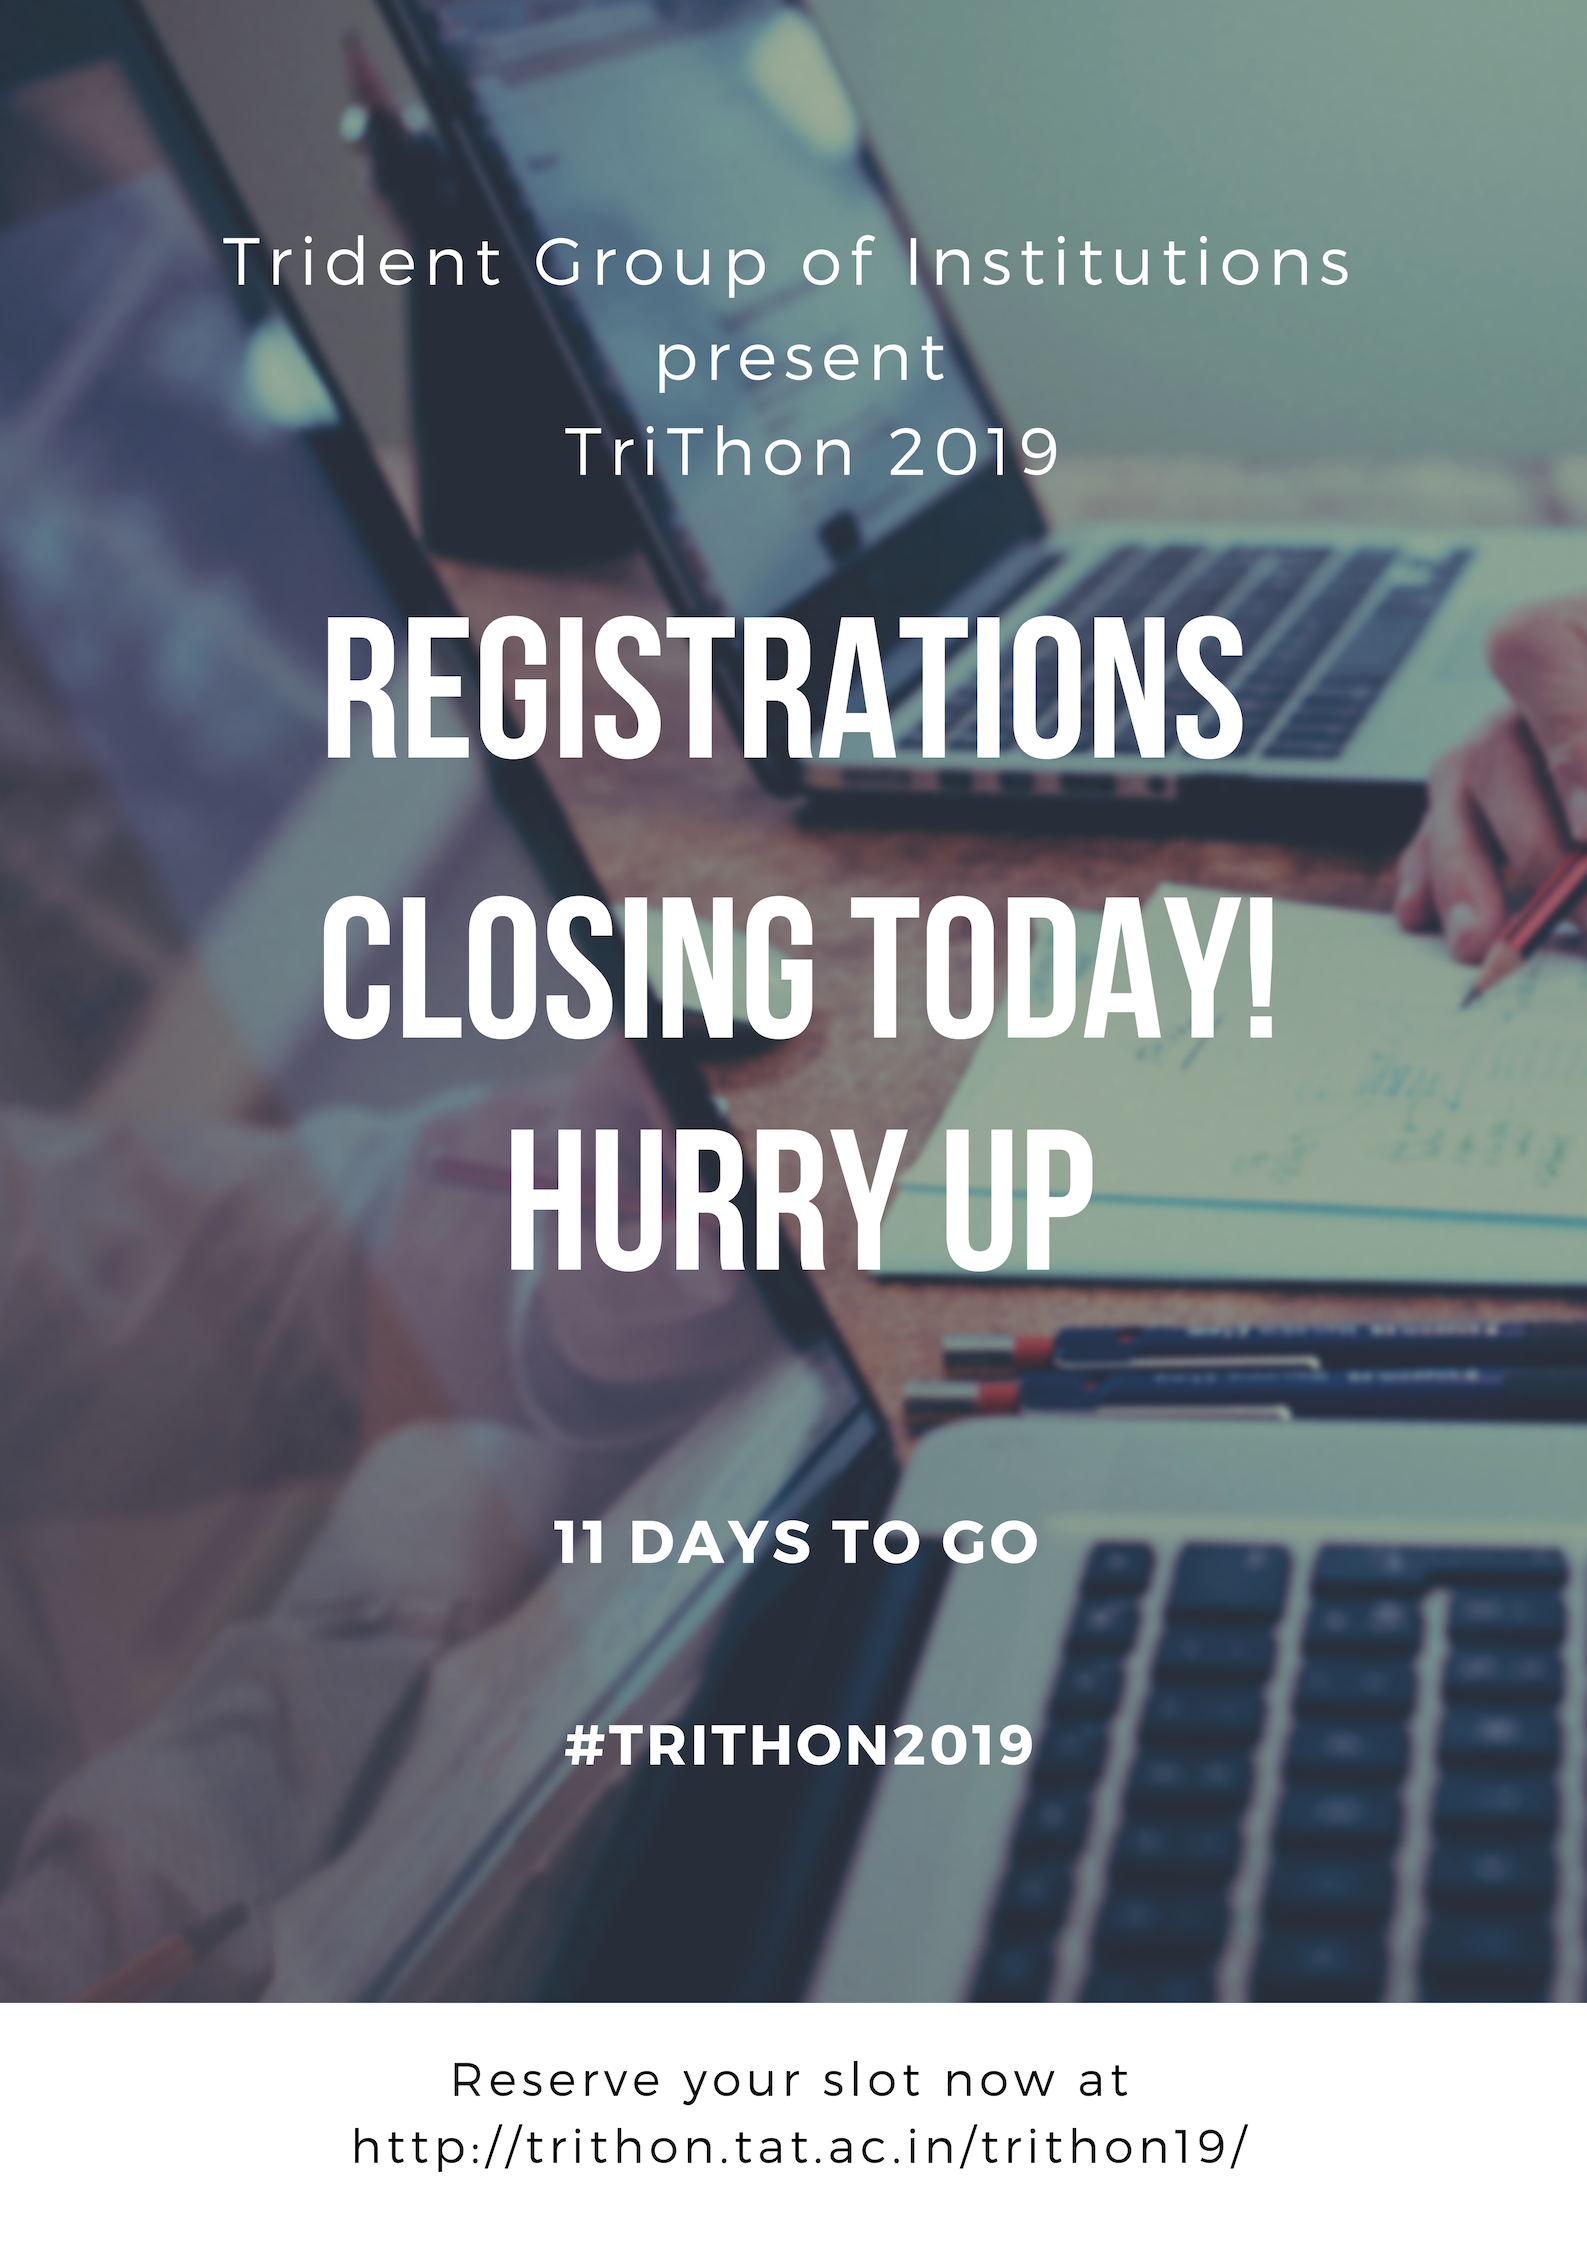 Trident Group of Institutions
present
TriThon 2019
REGISTRATIONS
CLOSING TODAY!
HURRY UP
11 DAYS TO GO
#TRITHON2019
Reserve your slot now at
http://trithon.tat.ac.in/trithon19/